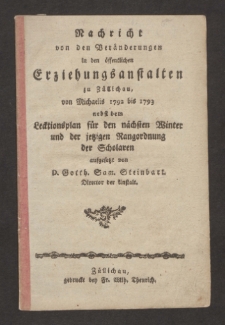 Nachricht
von den Veränderungen
in den öffentlichen
Erziehungsanstalten
zu Züllichau,
von Michaelis 1792 bis 1793
nebst dem
Lecktionsplan für den nächsten Winter
und der jetzigen Rangordnung
der Scholaren
aufgesetzt von
D. Gotth. Sam. Steinbart.
Director der Anstalt.
Züllichau,
gedruckt bey Fr. Wilh. Theurich.